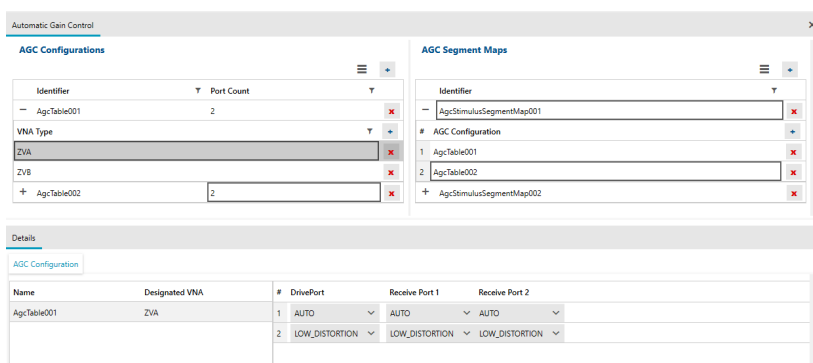 Automatic Gain Control
AGC Configurations
Identifier Port Count
AgcTable001 2
VNA Type
ZVA
ZVB
AgcTable002 2
AGC Segment Maps
Identifier
AgcStimulusSegmentMap001
# AGC Configuration
1 AgcTable001
2 AgcTable002
AgcStimulusSegmentMap002
Details
AGC Configuration
Name Designated VNA
AgcTable001 ZVA
# DrivePort Receive Port 1 Receive Port 2
1 AUTO AUTO AUTO
2 LOW_DISTORTION LOW_DISTORTION LOW_DISTORTION